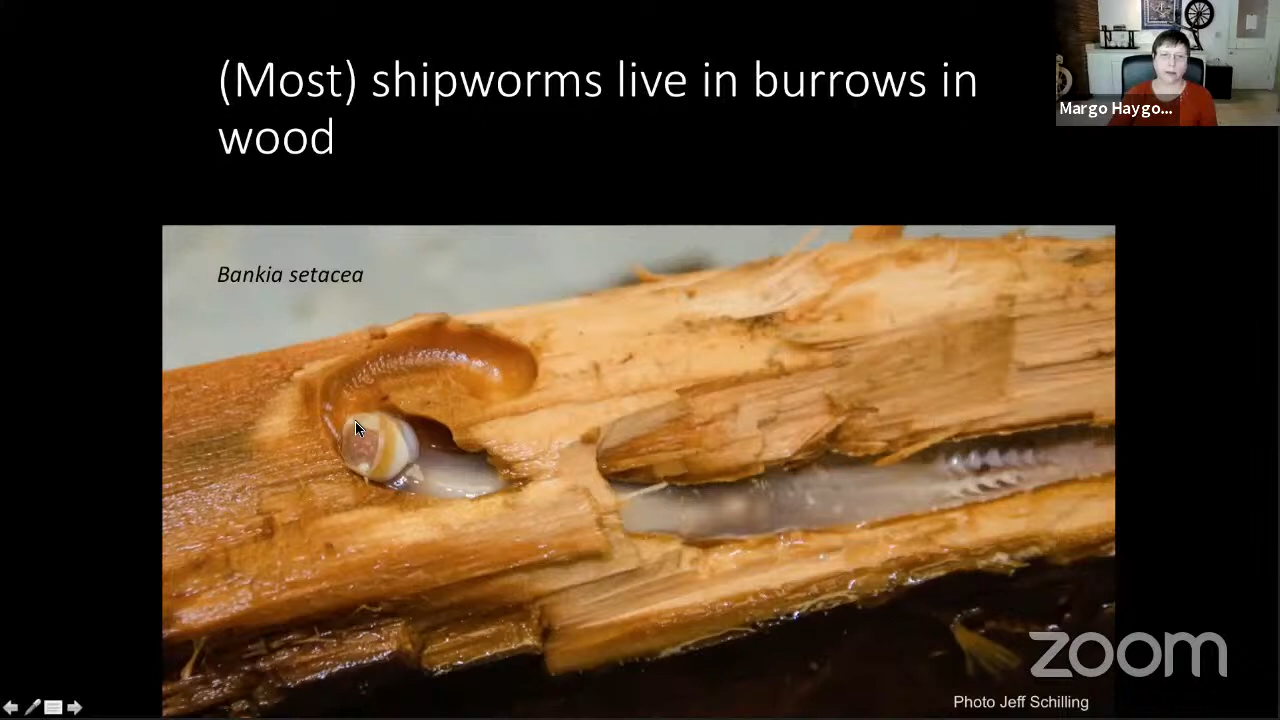 (Most) shipworms live in burrows in
wood
Margo Haygo...
Bankia setacea
zoom
Photo Jeff Schilling